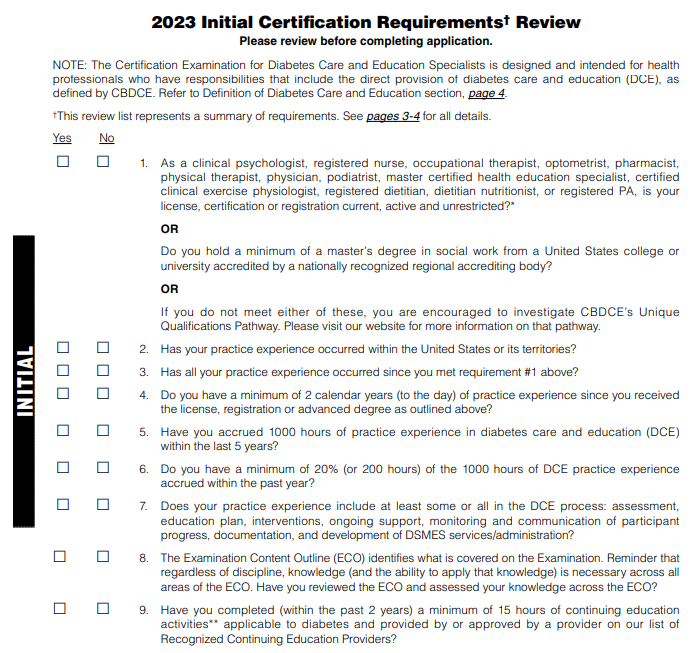 2023 Initial Certification Requirements† Review
Please review before completing application.
NOTE: The Certification Examination for Diabetes Care and Education Specialists is designed and intended for health
professionals who have responsibilities that include the direct provision of diabetes care and education (DCE), as
defined by CBDCE. Refer to Definition of Diabetes Care and Education section, page 4.
†This review list represents a summary of requirements. See pages 3-4 for all details.
Yes No
1. As a clinical psychologist, registered nurse, occupational therapist, optometrist, pharmacist,
physical therapist, physician, podiatrist, master certified health education specialist, certified
clinical exercise physiologist, registered dietitian, dietitian nutritionist, or registered PA, is your
license, certification or registration current, active and unrestricted?*
OR
Do you hold a minimum of a master's degree in social work from a United States college or
university accredited by a nationally recognized regional accrediting body?
OR
If you do not meet either of these, you are encouraged to investigate CBDCE's Unique
Qualifications Pathway. Please visit our website for more information on that pathway.
2. Has your practice experience occurred within the United States or its territories?
3. Has all your practice experience occurred since you met requirement #1 above?
4. Do you have a minimum of 2 calendar years (to the day) of practice experience since you received
the license, registration or advanced degree as outlined above?
5. Have you accrued 1000 hours of practice experience in diabetes care and education (DCE)
within the last 5 years?
6. Do you have a minimum of 20% (or 200 hours) of the 1000 hours of DCE practice experience
accrued within the past year?
7. Does your practice experience include at least some or all in the DCE process: assessment,
education plan, interventions, ongoing support, monitoring and communication of participant
progress, documentation, and development of DSMES services/administration?
8. The Examination Content Outline (ECO) identifies what is covered on the Examination. Reminder that
regardless of discipline, knowledge (and the ability to apply that knowledge) is necessary across all
areas of the ECO. Have you reviewed the ECO and assessed your knowledge across the ECO?
9. Have you completed (within the past 2 years) a minimum of 15 hours of continuing education
activities** applicable to diabetes and provided by or approved by a provider on our list of
Recognized Continuing Education Providers?
INITIAL